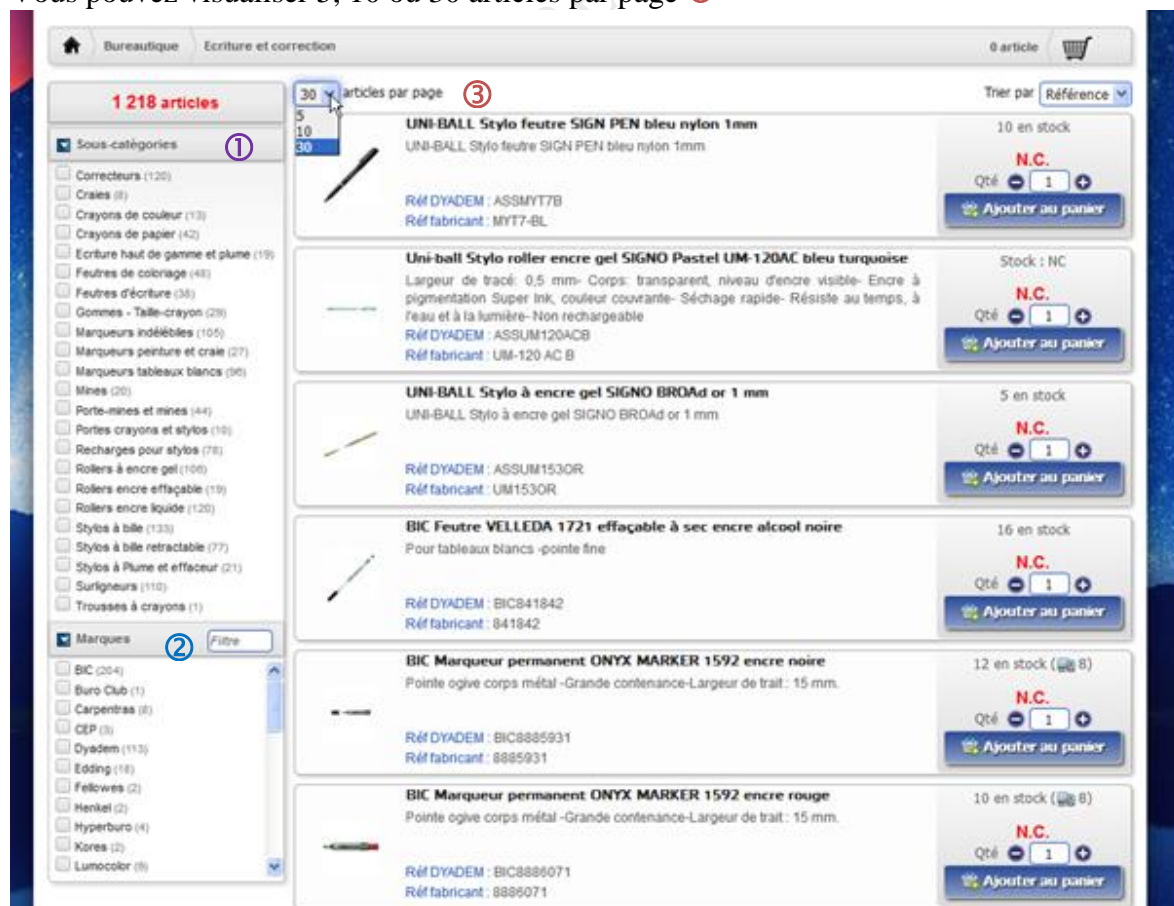 Vous pouvez visualiser 5, 10 ou 30 articles par page ③
Bureautique Ecriture et correction 0 article
1 218 articles
30 articles par page ③
5
10
30
Trier par Référence
Sous-catégories ①
Correcteurs (120)
Craies (8)
Crayons de couleur (13)
Crayons de papier (42)
Ecriture haut de gamme et plume (19)
Feutres de coloriage (48)
Feutres d'écriture (38)
Gommes - Taille-crayon (29)
Marqueurs indélébiles (105)
Marqueurs peinture et craie (27)
Marqueurs tableaux blancs (96)
Mines (20)
Porte-mines et mines (44)
Portes crayons et stylos (10)
Recharges pour stylos (78)
Rollers à encre gel (106)
Rollers encre effaçable (19)
Rollers encre liquide (120)
Stylos à bille (133)
Stylos à bille retractable (77)
Stylos à Plume et effaceur (21)
Surligneurs (110)
Trousses à crayons (1)
Marques ② Filtre
BIC (204)
Buro Club (1)
Carpentras (8)
CEP (3)
Dyadem (113)
Edding (18)
Fellowes (2)
Henkel (2)
Hyperburo (4)
Kores (2)
Lumocolor (9)
UNI-BALL Stylo feutre SIGN PEN bleu nylon 1mm
UNI-BALL Stylo feutre SIGN PEN bleu nylon 1mm
Réf DYADEM : ASSMYT7B
Réf fabricant : MYT7-BL
10 en stock
N.C.
Qté 1
Ajouter au panier
Uni-ball Stylo roller encre gel SIGNO Pastel UM-120AC bleu turquoise
Largeur de tracé: 0,5 mm- Corps: transparent, niveau d'encre visible- Encre à
pigmentation Super Ink, couleur couvrante- Séchage rapide- Résiste au temps, à
l'eau et à la lumière- Non rechargeable
Réf DYADEM : ASSUM120ACB
Réf fabricant : UM-120 AC B
Stock : NC
N.C.
Qté 1
Ajouter au panier
UNI-BALL Stylo à encre gel SIGNO BROAd or 1 mm
UNI-BALL Stylo à encre gel SIGNO BROAd or 1 mm
Réf DYADEM : ASSUM153OR
Réf fabricant : UM153OR
5 en stock
N.C.
Qté 1
Ajouter au panier
BIC Feutre VELLEDA 1721 effaçable à sec encre alcool noire
Pour tableaux blancs -pointe fine
Réf DYADEM : BIC841842
Réf fabricant : 841842
16 en stock
N.C.
Qté 1
Ajouter au panier
BIC Marqueur permanent ONYX MARKER 1592 encre noire
Pointe ogive corps métal -Grande contenance-Largeur de trait : 15 mm.
Réf DYADEM : BIC8885931
Réf fabricant : 8885931
12 en stock ( 8)
N.C.
Qté 1
Ajouter au panier
BIC Marqueur permanent ONYX MARKER 1592 encre rouge
Pointe ogive corps métal -Grande contenance-Largeur de trait : 15 mm.
Réf DYADEM : BIC8886071
Réf fabricant : 8886071
10 en stock ( 8)
N.C.
Qté 1
Ajouter au panier